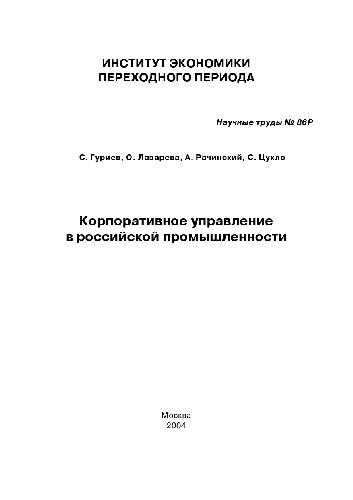 ИНСТИТУТ ЭКОНОМИКИ
ПЕРЕХОДНОГО ПЕРИОДА
Научные труды № 86Р
С. Гуриев, О. Лазарева, А. Рачинский, С. Цухло
Корпоративное управление
в российской промышленности
Москва
2004